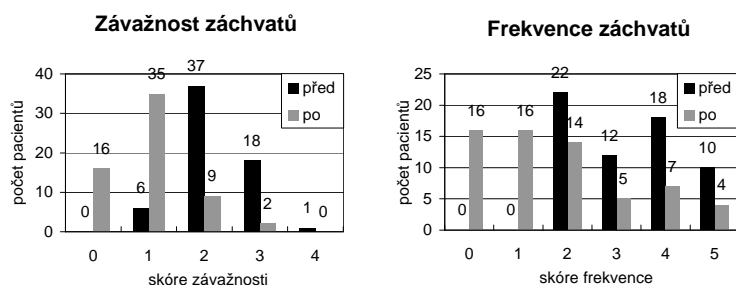 Závažnost záchvatů
40
30
20
10
0
počet pacientů
0
16
6
35
37
9
18
2
1
0
před
po
0 1 2 3 4
skóre závažnosti
Frekvence záchvatů
25
20
15
10
5
0
počet pacientů
0
16
0
16
22
14
12
5
18
7
10
4
před
po
0 1 2 3 4 5
skóre frekvence